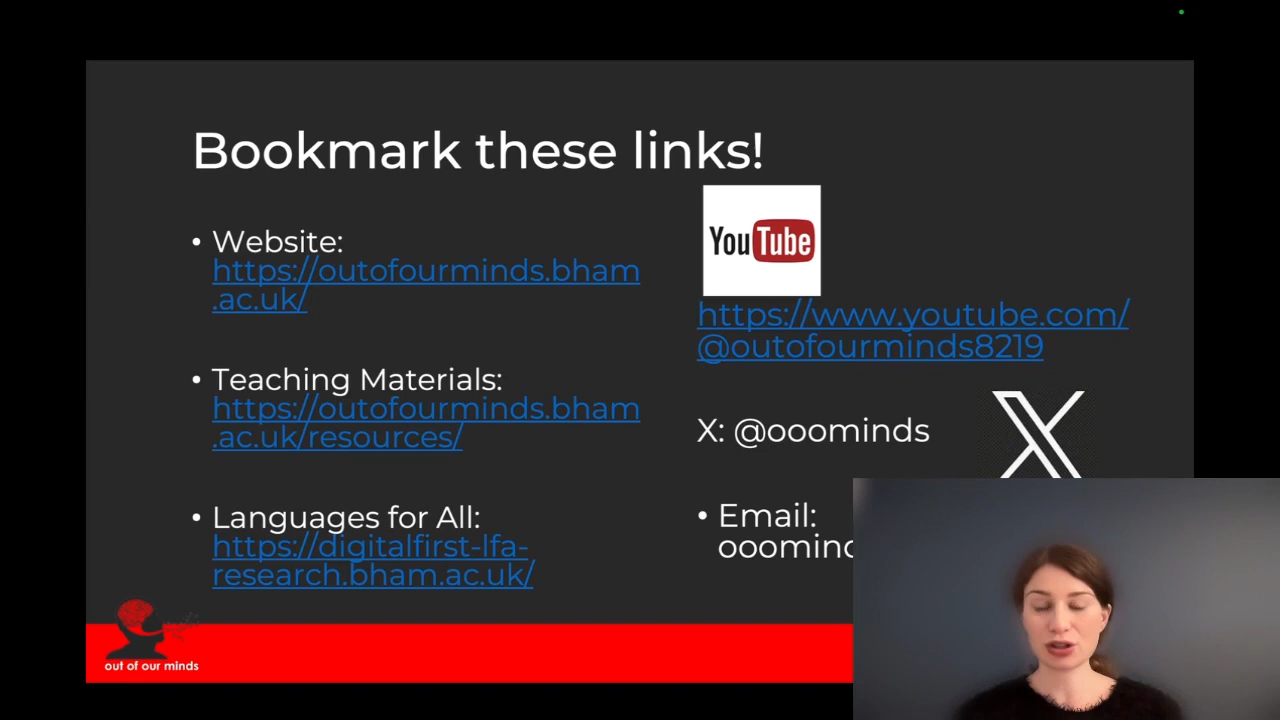 Bookmark these links!
• Website:
https://outofourminds.bham
.ac.uk/
• Teaching Materials:
https://outofourminds.bham
.ac.uk/resources/
• Languages for All:
https://digitalfirst-lfa-
research.bham.ac.uk/
YouTube
https://www.youtube.com/
@outofourminds8219
X: @ooominds
• Email:
out of our minds